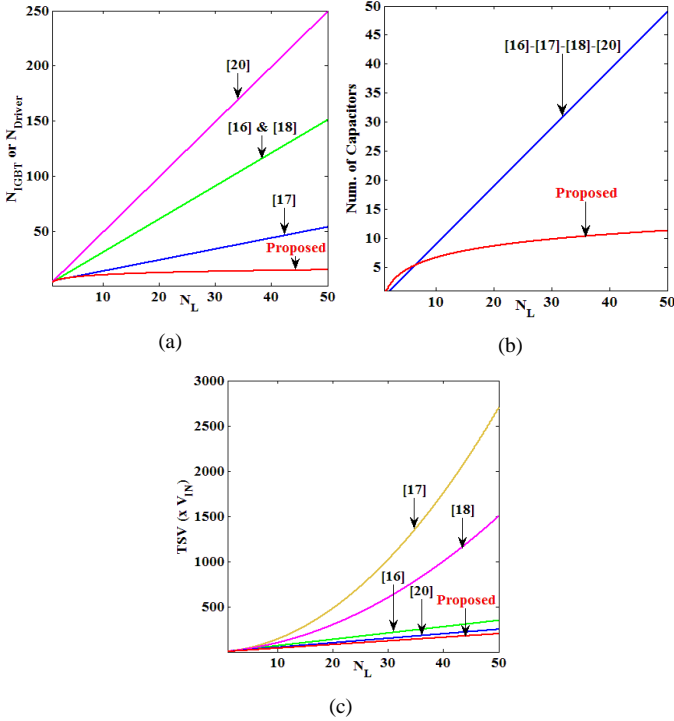 250
200
150
100
50
N_IGBT or N_Driver
[20]
[16] & [18]
[17]
Proposed
10 20 30 40 50
N_L
(a)
50
45
40
35
30
25
20
15
10
5
Num. of Capacitors
[16]-[17]-[18]-[20]
Proposed
10 20 30 40 50
N_L
(b)
3000
2500
2000
1500
1000
500
TSV (x V_IN)
[17]
[18]
[16]
[20]
Proposed
10 20 30 40 50
N_L
(c)